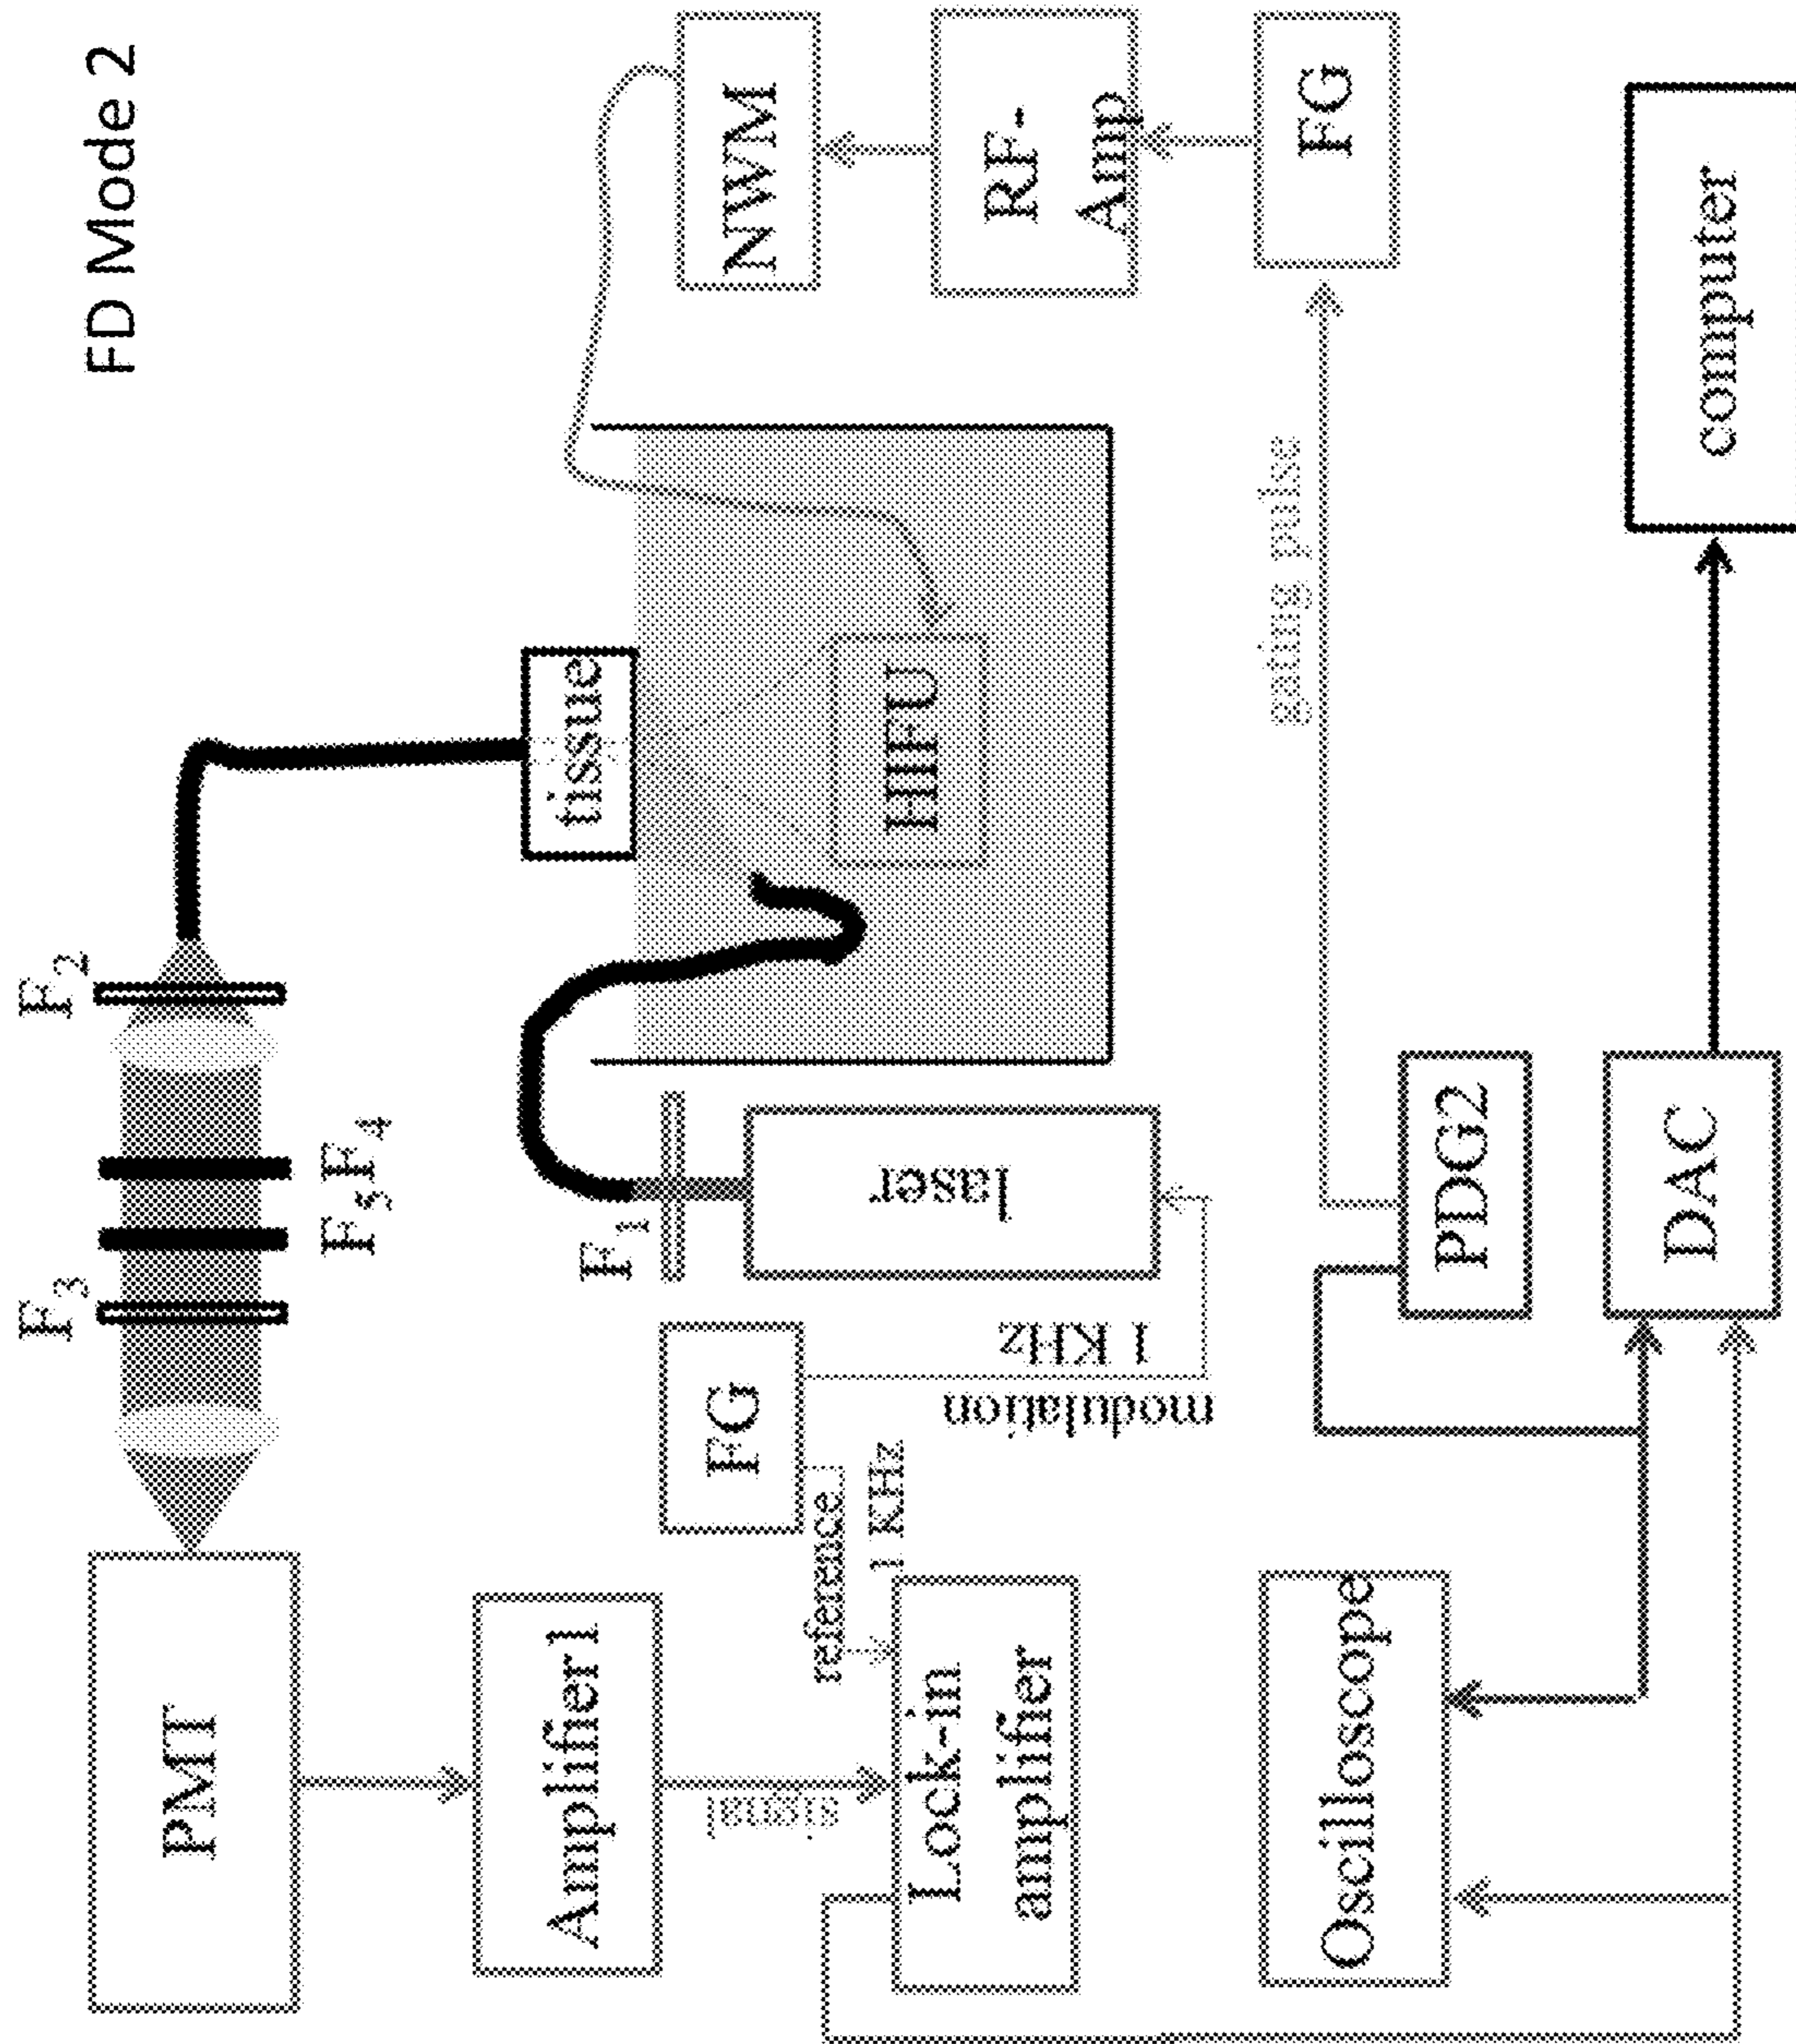 FD Mode 2
F2
F3
F5F4
PMT
tissue
NWM
Amplifier1
F1
FG
signal
reference
1 KHz
laser
HIFU
RF-
Amp
Lock-in
amplifier
1 KHz
modulation
gating pulse
FG
Oscilloscope
PDG2
DAC
computer